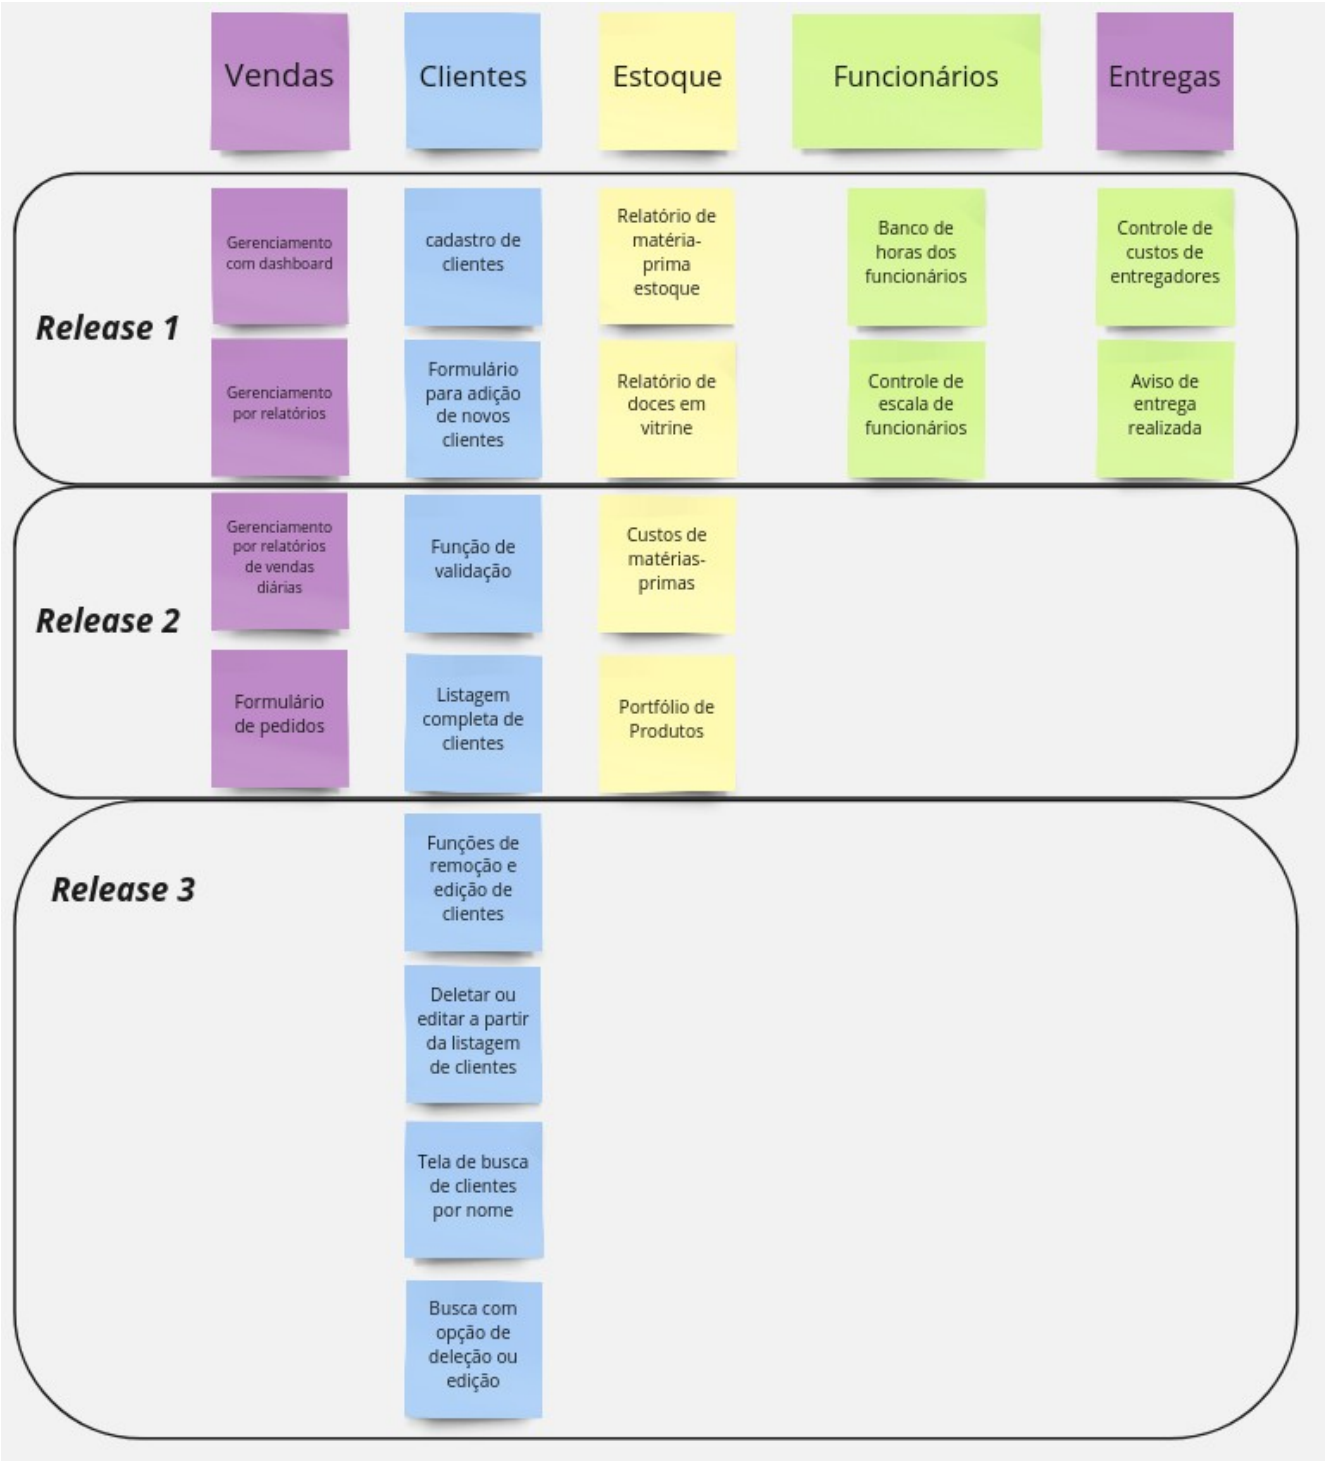 Vendas
Clientes
Estoque
Funcionários
Entregas
Release 1
Gerenciamento
com dashboard
cadastro de
clientes
Relatório de
matéria-
prima
estoque
Banco de
horas dos
funcionários
Controle de
custos de
entregadores
Gerenciamento
por relatórios
Formulário
para adição
de novos
clientes
Relatório de
doces em
vitrine
Controle de
escala de
funcionários
Aviso de
entrega
realizada
Release 2
Gerenciamento
por relatórios
de vendas
diárias
Função de
validação
Custos de
matérias-
primas
Formulário
de pedidos
Listagem
completa de
clientes
Portfólio de
Produtos
Release 3
Funções de
remoção e
edição de
clientes
Deletar ou
editar a partir
da listagem
de clientes
Tela de busca
de clientes
por nome
Busca com
opção de
deleção ou
edição